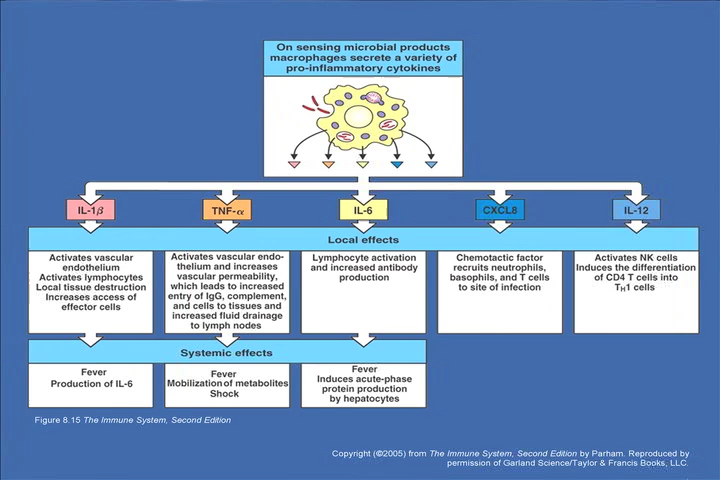 On sensing microbial products
macrophages secrete a variety of
pro-inflammatory cytokines
IL-1β
TNF-α
IL-6
CXCL8
IL-12
Local effects
Activates vascular
endothelium
Activates lymphocytes
Local tissue destruction
Increases access of
effector cells
Activates vascular endo-
thelium and increases
vascular permeability,
which leads to increased
entry of IgG, complement,
and cells to tissues and
increased fluid drainage
to lymph nodes
Lymphocyte activation
and increased antibody
production
Chemotactic factor
recruits neutrophils,
basophils, and T cells
to site of infection
Activates NK cells
Induces the differentiation
of CD4 T cells into
TH1 cells
Systemic effects
Fever
Production of IL-6
Fever
Mobilization of metabolites
Shock
Fever
Induces acute-phase
protein production
by hepatocytes
Figure 8.15 The Immune System, Second Edition
Copyright (©2005) from The Immune System, Second Edition by Parham. Reproduced by
permission of Garland Science/Taylor & Francis Books, LLC.